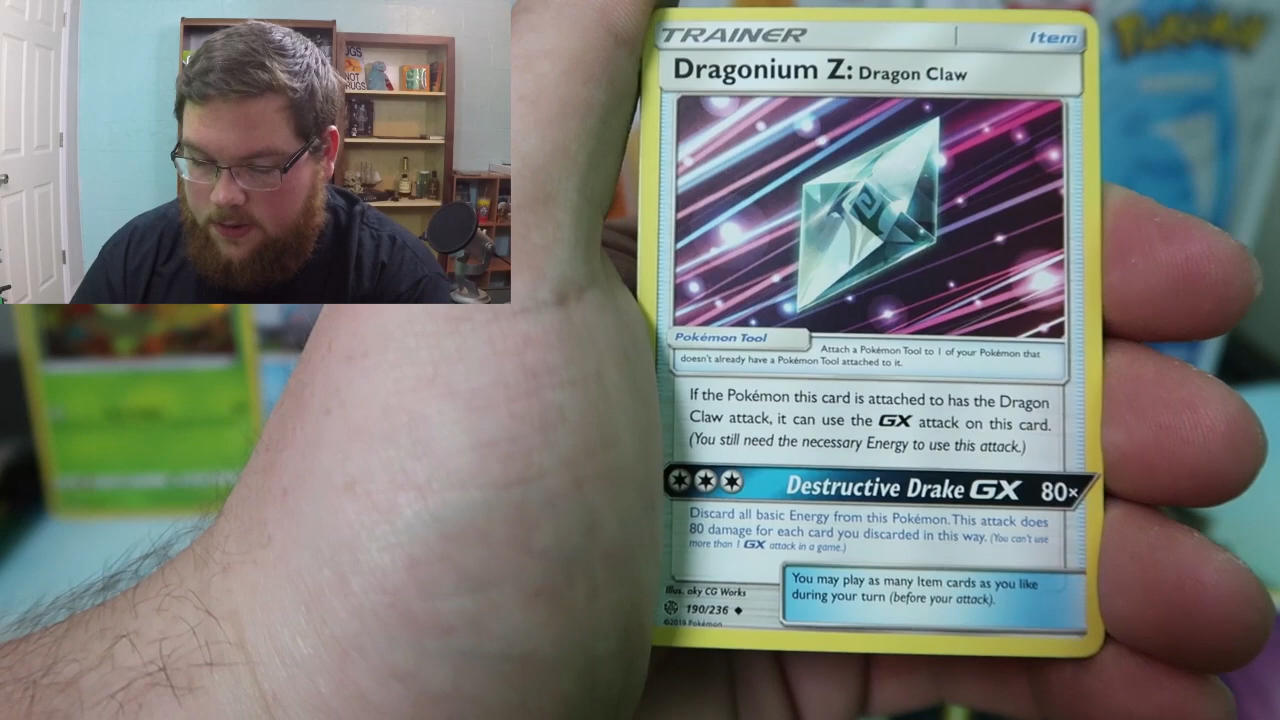 UGS
NOT
RUGS
TRAINER Item
Dragonium Z: Dragon Claw
Pokémon Tool
Attach a Pokémon Tool to 1 of your Pokémon that
doesn't already have a Pokémon Tool attached to it.
If the Pokémon this card is attached to has the Dragon
Claw attack, it can use the GX attack on this card.
(You still need the necessary Energy to use this attack.)
Destructive Drake GX 80×
Discard all basic Energy from this Pokémon. This attack does
80 damage for each card you discarded in this way. (You can't use
more than 1 GX attack in a game.)
You may play as many Item cards as you like
during your turn (before your attack).
Illus. aky CG Works
190/236
©2019 Pokémon
Pokémon